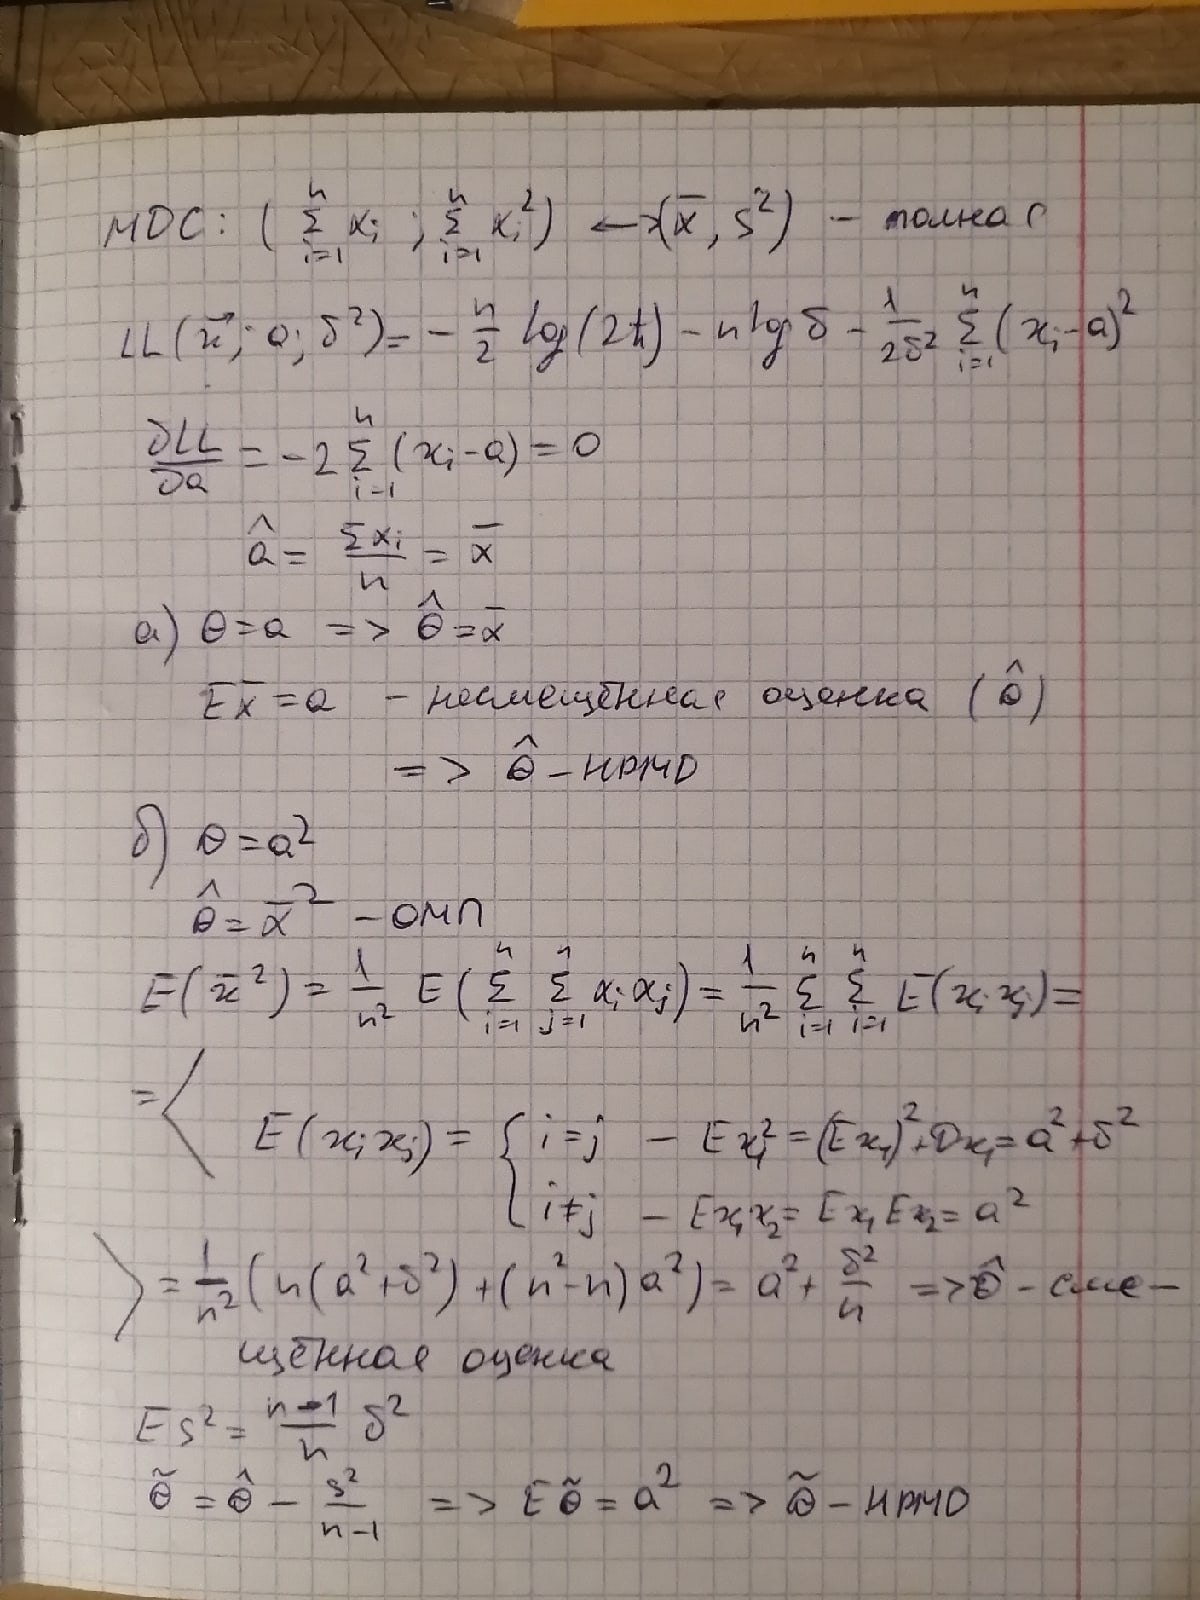 МДС: ( Σ_{i=1}^{n} x_i ; Σ_{i=1}^{n} x_i² ) ↔ (x̄, s²) – полная
LL(x⃗; a; δ²) = – n/2 log(2π) – n log δ – 1/(2δ²) Σ_{i=1}^{n} (x_i – a)²
∂LL/∂a = –2 Σ_{i=1}^{n} (x_i – a) = 0
â = Σx_i / n = x̄
а) θ = a => θ̂ = x̄
Ex̄ = a – несмещённая оценка (θ̂)
=> θ̂ – НРМД
б) θ = a²
θ̂ = x̄² – ОМП
E(x̄²) = 1/n² E( Σ_{i=1}^{n} Σ_{j=1}^{n} x_i x_j ) = 1/n² Σ_{i=1}^{n} Σ_{i=1}^{n} E(x_i x_j) =
= < E(x_i x_j) = { i = j – Ex_1² = (Ex_1)² + Dx_1 = a² + δ²
i ≠ j – Ex_1 x_2 = Ex_1 Ex_2 = a²
> = 1/n² ( n(a² + δ²) + (n² – n) a² ) = a² + δ²/n => θ̂ – сме–
щённая оценка
Es² = (n–1)/n δ²
θ̃ = θ̂ – s²/(n–1) => Eθ̃ = a² => θ̃ – НРМД